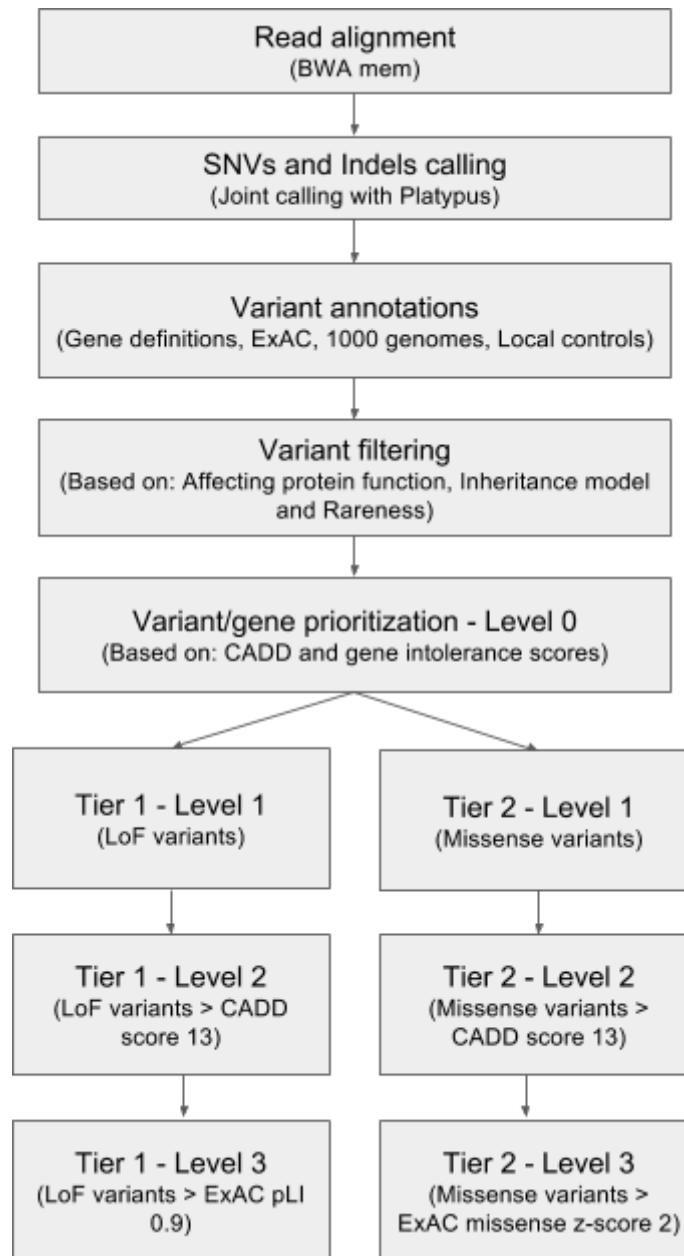 Read alignment
(BWA mem)
SNVs and Indels calling
(Joint calling with Platypus)
Variant annotations
(Gene definitions, ExAC, 1000 genomes, Local controls)
Variant filtering
(Based on: Affecting protein function, Inheritance model
and Rareness)
Variant/gene prioritization - Level 0
(Based on: CADD and gene intolerance scores)
Tier 1 - Level 1
(LoF variants)
Tier 2 - Level 1
(Missense variants)
Tier 1 - Level 2
(LoF variants > CADD
score 13)
Tier 2 - Level 2
(Missense variants >
CADD score 13)
Tier 1 - Level 3
(LoF variants > ExAC pLI
0.9)
Tier 2 - Level 3
(Missense variants >
ExAC missense z-score 2)